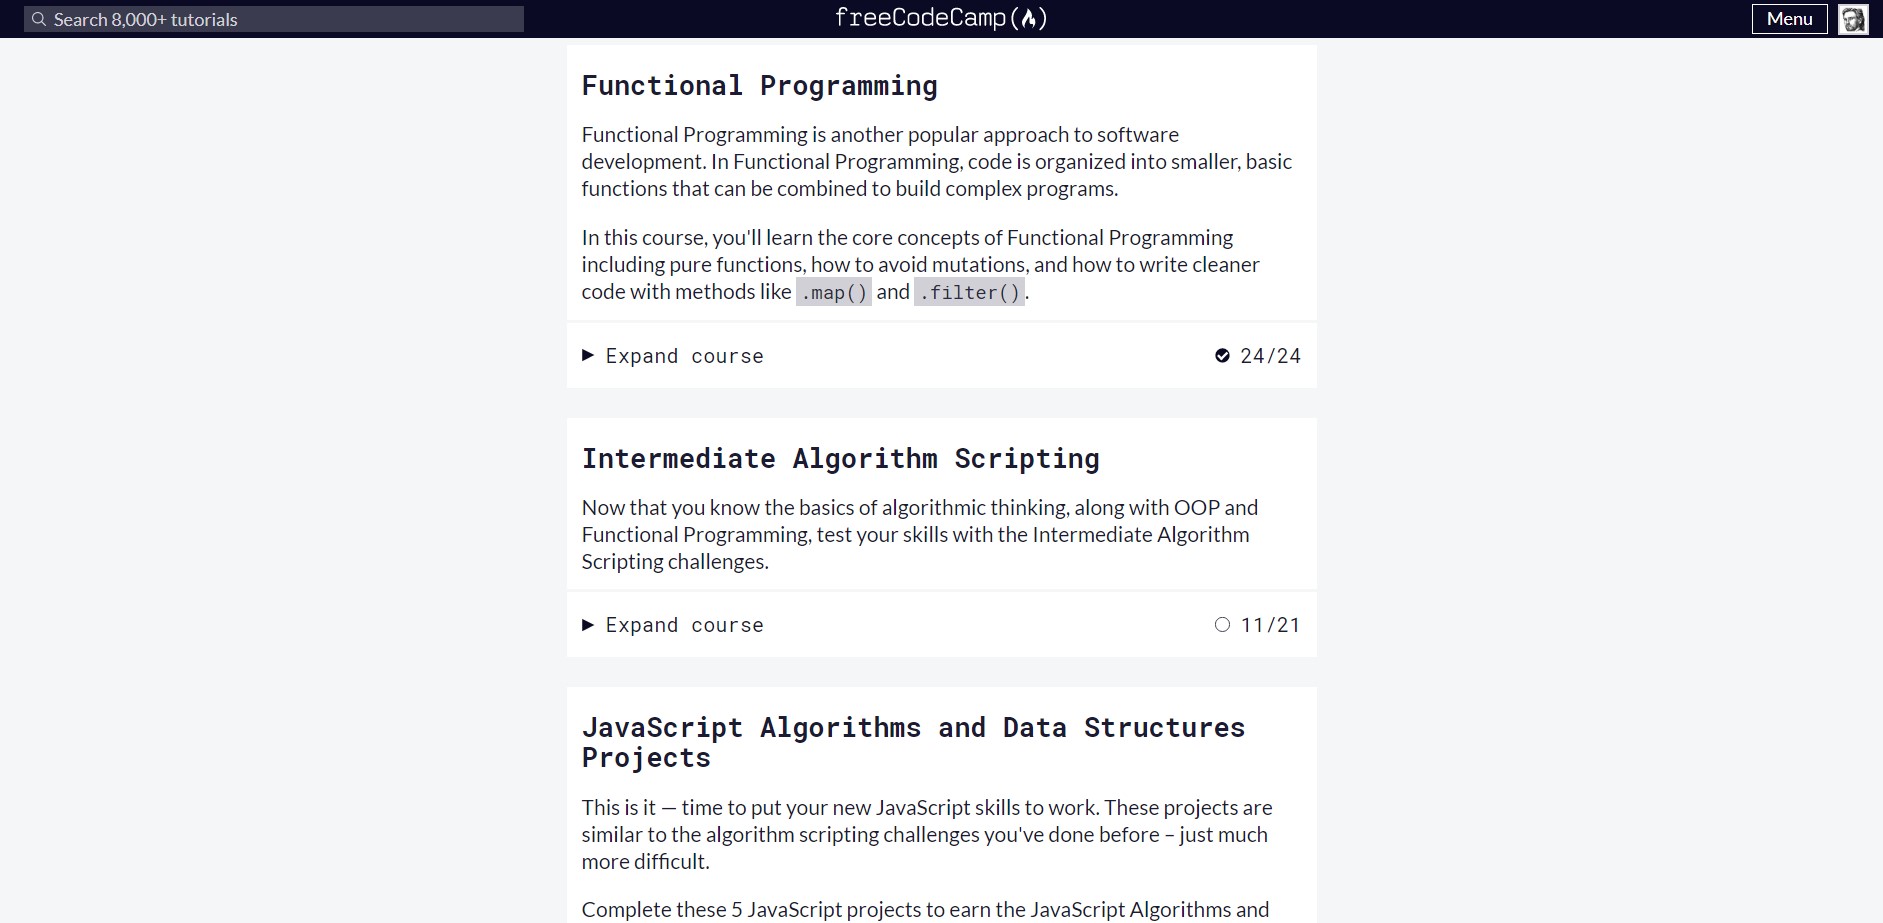 Search 8,000+ tutorials
freeCodeCamp(🔥)
Menu
Functional Programming
Functional Programming is another popular approach to software
development. In Functional Programming, code is organized into smaller, basic
functions that can be combined to build complex programs.
In this course, you'll learn the core concepts of Functional Programming
including pure functions, how to avoid mutations, and how to write cleaner
code with methods like .map() and .filter().
Expand course
24/24
Intermediate Algorithm Scripting
Now that you know the basics of algorithmic thinking, along with OOP and
Functional Programming, test your skills with the Intermediate Algorithm
Scripting challenges.
Expand course
11/21
JavaScript Algorithms and Data Structures
Projects
This is it — time to put your new JavaScript skills to work. These projects are
similar to the algorithm scripting challenges you've done before – just much
more difficult.
Complete these 5 JavaScript projects to earn the JavaScript Algorithms and